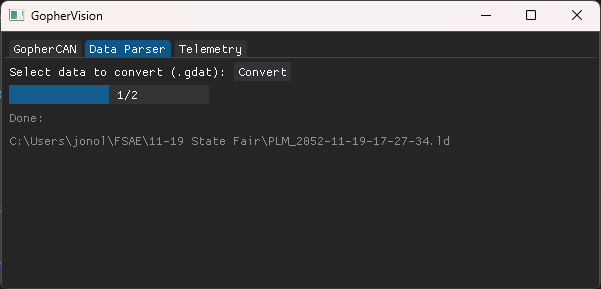 GopherVision
GopherCAN Data Parser Telemetry
Select data to convert (.gdat): Convert
1/2
Done:
C:\Users\jonol\FSAE\11-19 State Fair\PLM_2052-11-19-17-27-34.ld